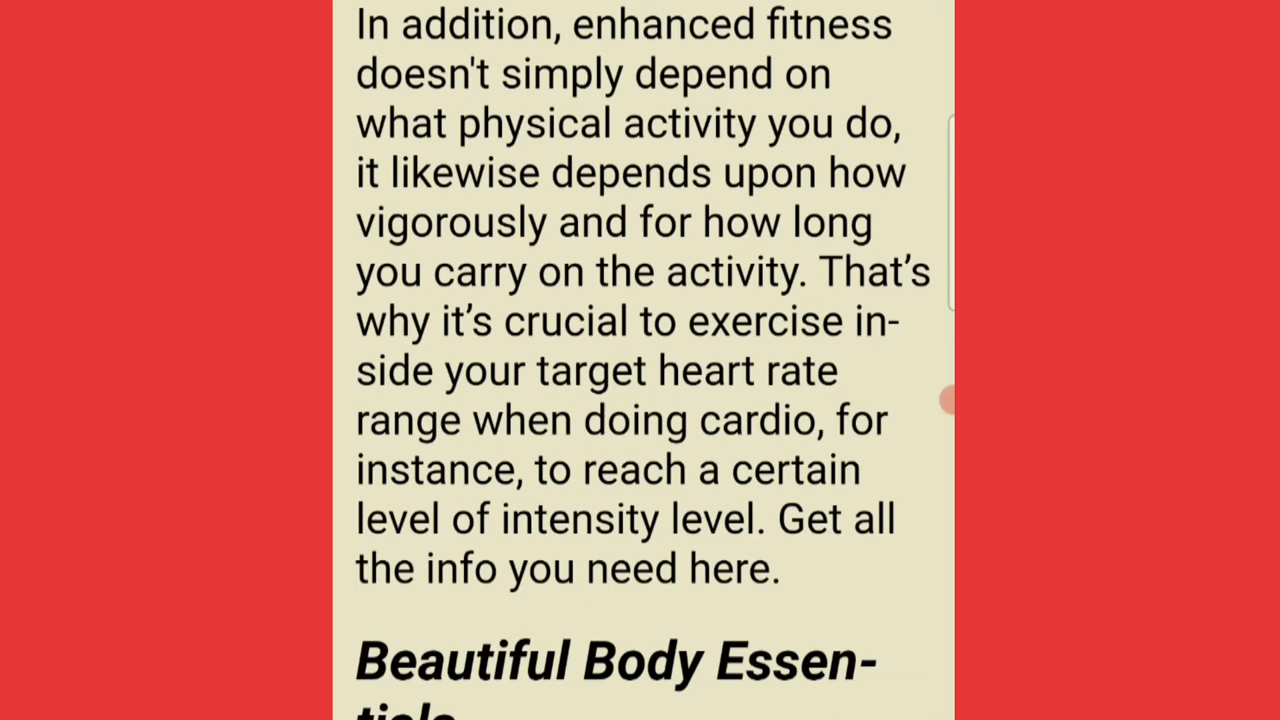 In addition, enhanced fitness
doesn't simply depend on
what physical activity you do,
it likewise depends upon how
vigorously and for how long
you carry on the activity. That’s
why it’s crucial to exercise in-
side your target heart rate
range when doing cardio, for
instance, to reach a certain
level of intensity level. Get all
the info you need here.
Beautiful Body Essen-
tials